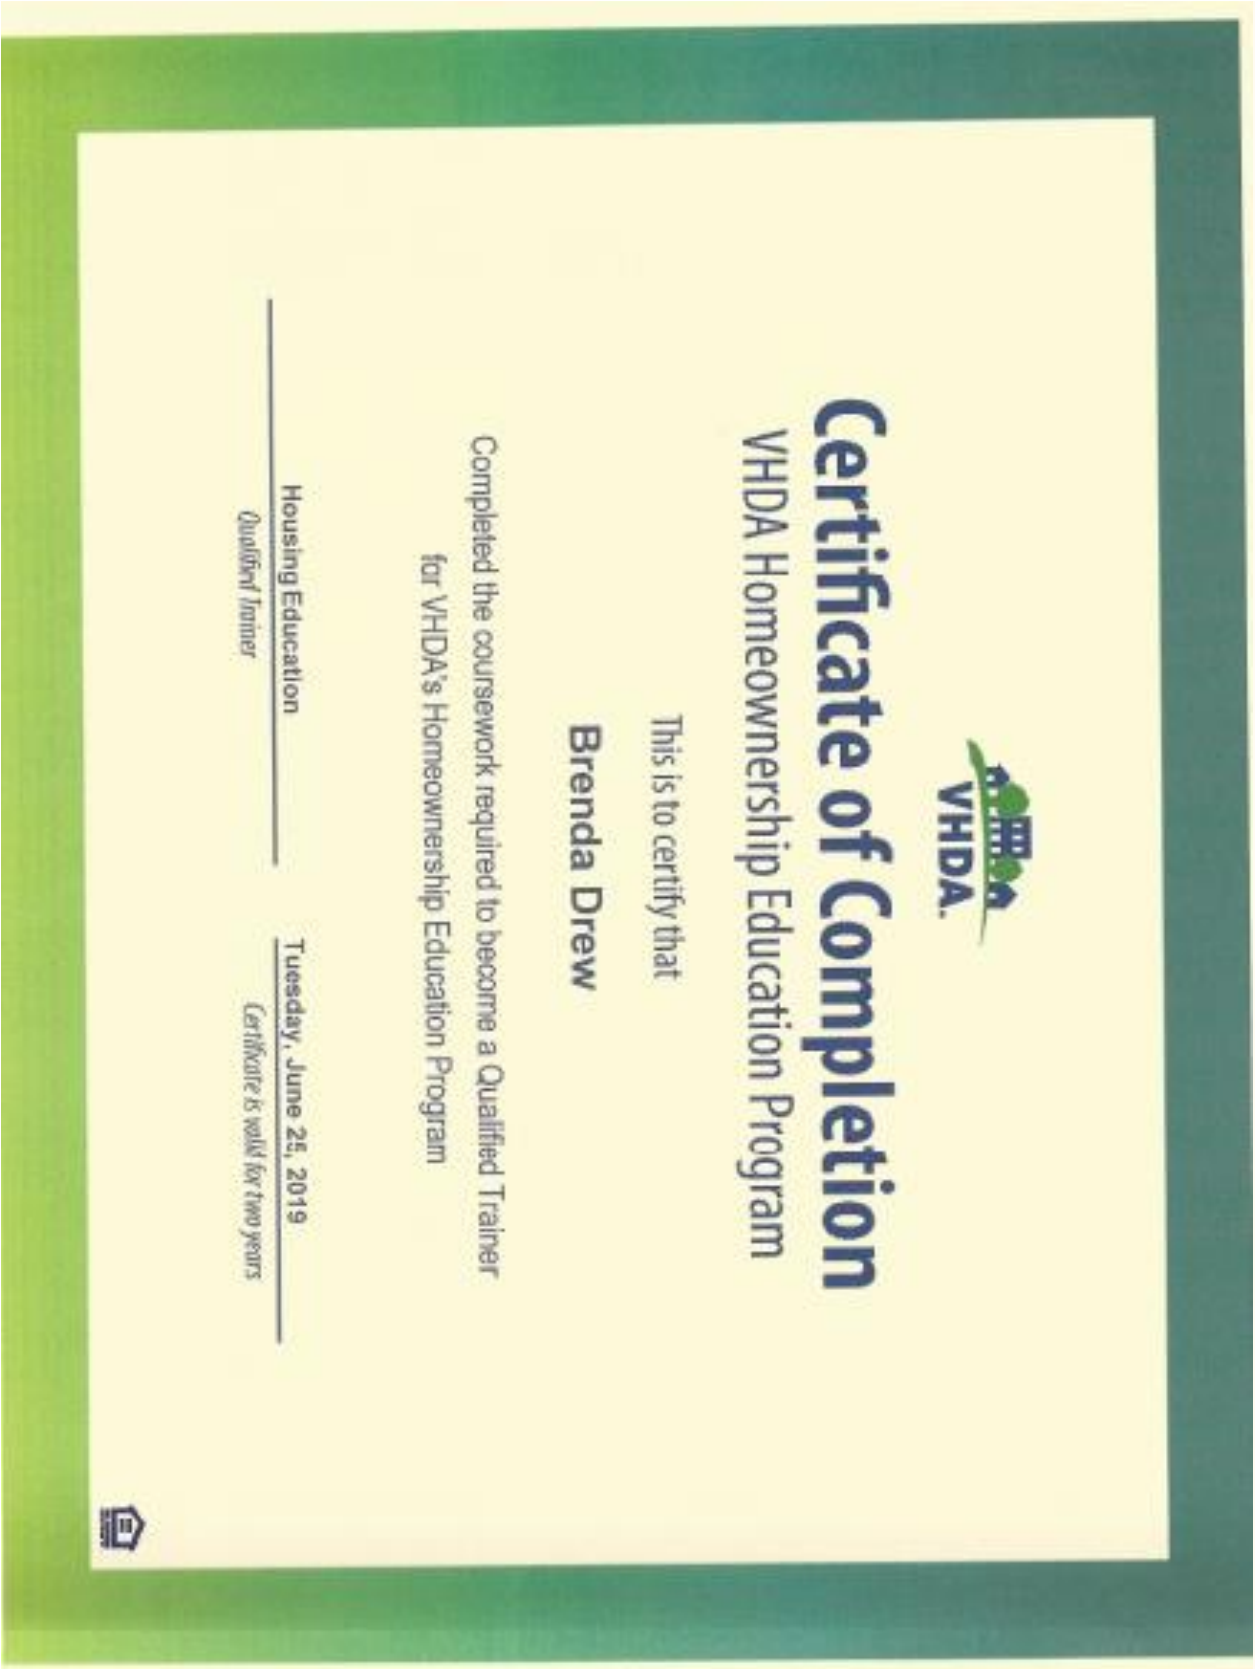 VHDA.
Certificate of Completion
VHDA Homeownership Education Program
This is to certify that
Brenda Drew
Completed the coursework required to become a Qualified Trainer
for VHDA's Homeownership Education Program
Housing Education
Qualified Trainer
Tuesday, June 25, 2019
Certificate is valid for two years